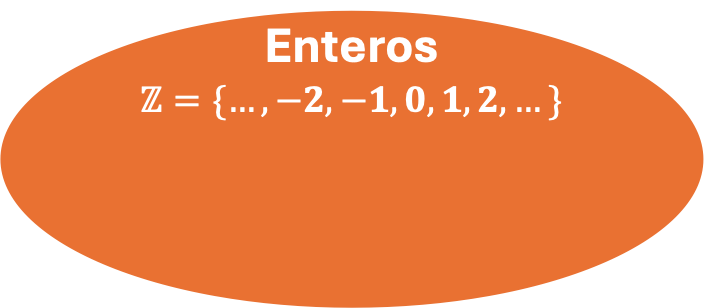 Enteros
ℤ = {… , −2, −1, 0, 1, 2, … }